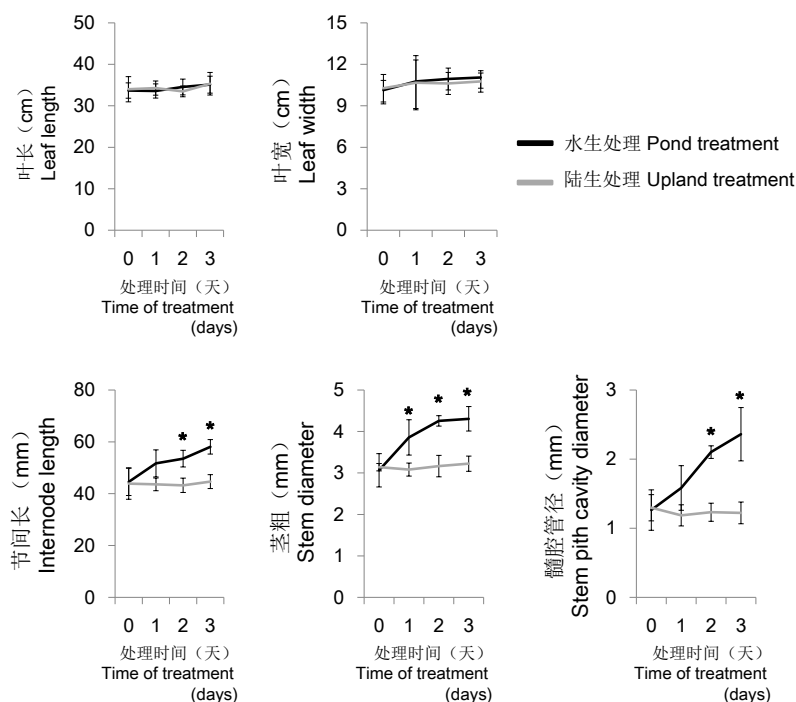 50
40
30
20
10
0
叶长（cm）
Leaf length
0 1 2 3
处理时间（天）
Time of treatment
(days)
15
12
9
6
3
0
叶宽（cm）
Leaf width
0 1 2 3
处理时间（天）
Time of treatment
(days)
水生处理 Pond treatment
陆生处理 Upland treatment
80
60
40
20
0
节间长（mm）
Internode length
* *
0 1 2 3
处理时间（天）
Time of treatment
(days)
5
4
3
2
1
0
茎粗（mm）
Stem diameter
* * *
0 1 2 3
处理时间（天）
Time of treatment
(days)
3
2
1
0
髓腔管径（mm）
Stem pith cavity diameter
* *
0 1 2 3
处理时间（天）
Time of treatment
(days)